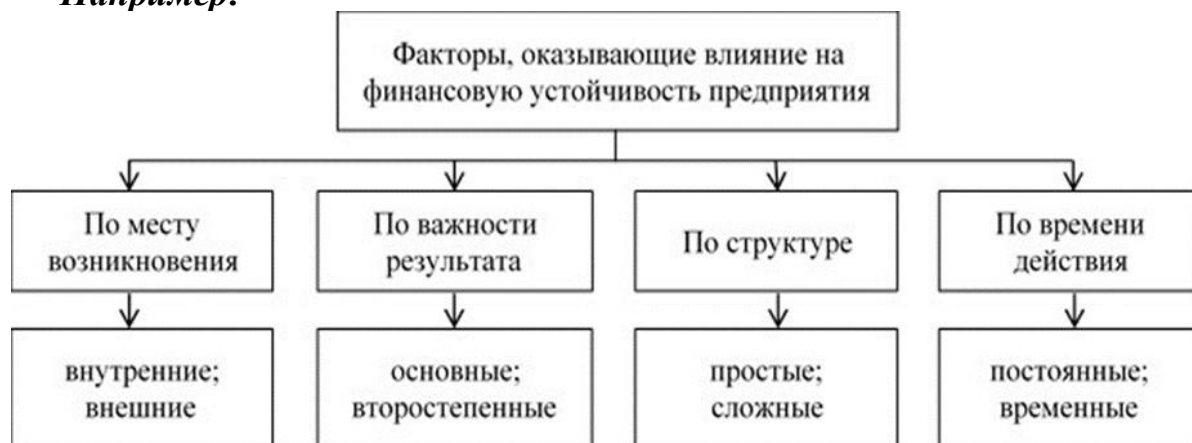 Например:
Факторы, оказывающие влияние на
финансовую устойчивость предприятия
По месту
возникновения
По важности
результата
По структуре
По времени
действия
внутренние;
внешние
основные;
второстепенные
простые;
сложные
постоянные;
временные